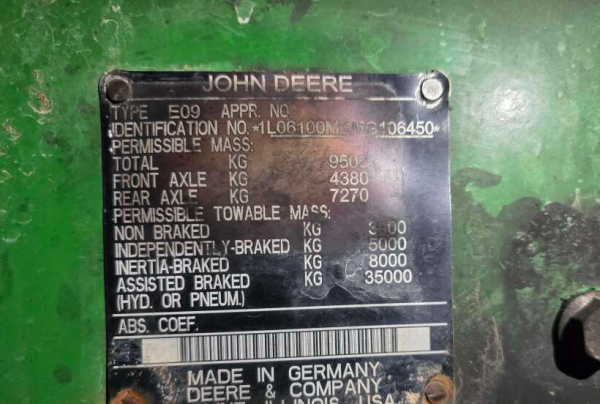 JOHN DEERE
TYPE E09 APPR. NO
IDENTIFICATION NO.
PERMISSIBLE MASS:
TOTAL KG
FRONT AXLE KG 4380
REAR AXLE KG 7270
PERMISSIBLE TOWABLE MASS:
NON BRAKED KG
INDEPENDENTLY-BRAKED KG 5000
INERTIA-BRAKED KG 8000
ASSISTED BRAKED KG 35000
(HYD. OR PNEUM.)
ABS. COEF.
MADE IN GERMANY
DEERE & COMPANY
ILLINOIS USA